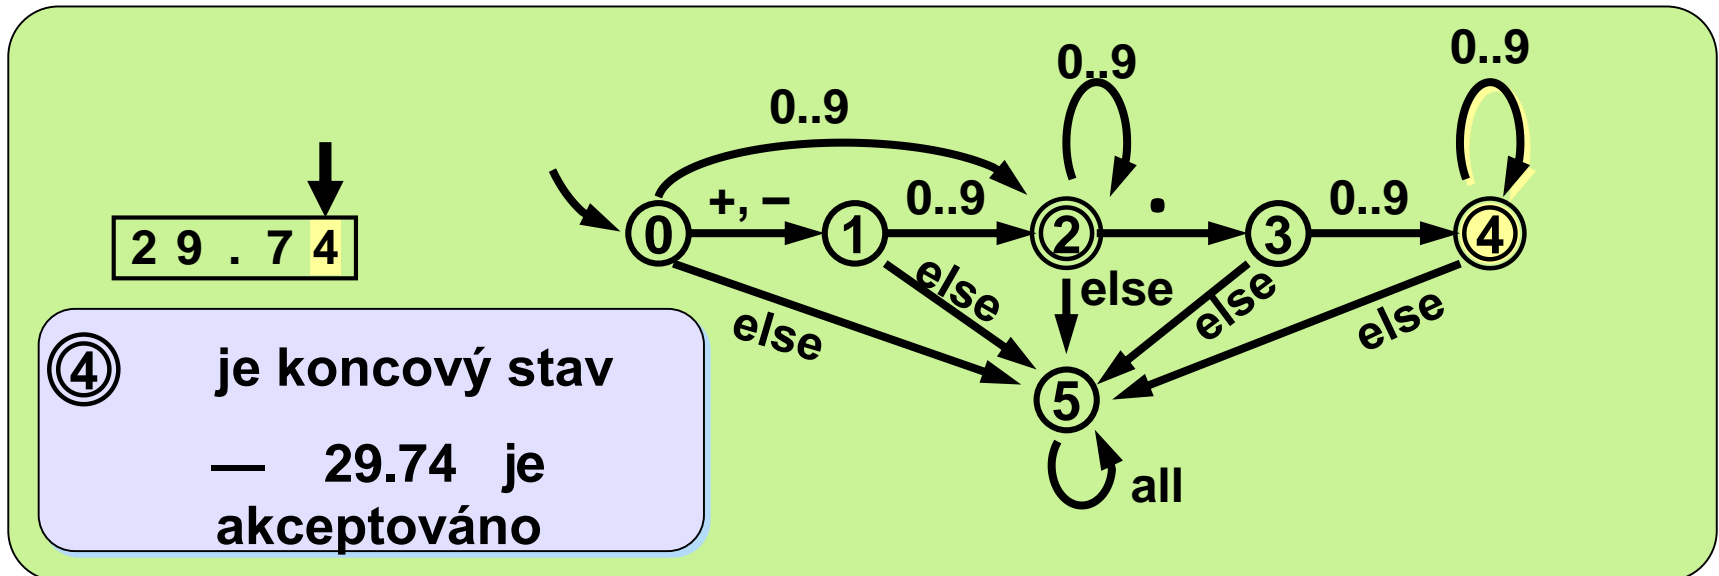 0..9
0..9
0..9
+, – 0..9 . 0..9
2 9 . 7 4
0 1 2 3 4
else else else else else
4 je koncový stav
5
— 29.74 je
akceptováno
all